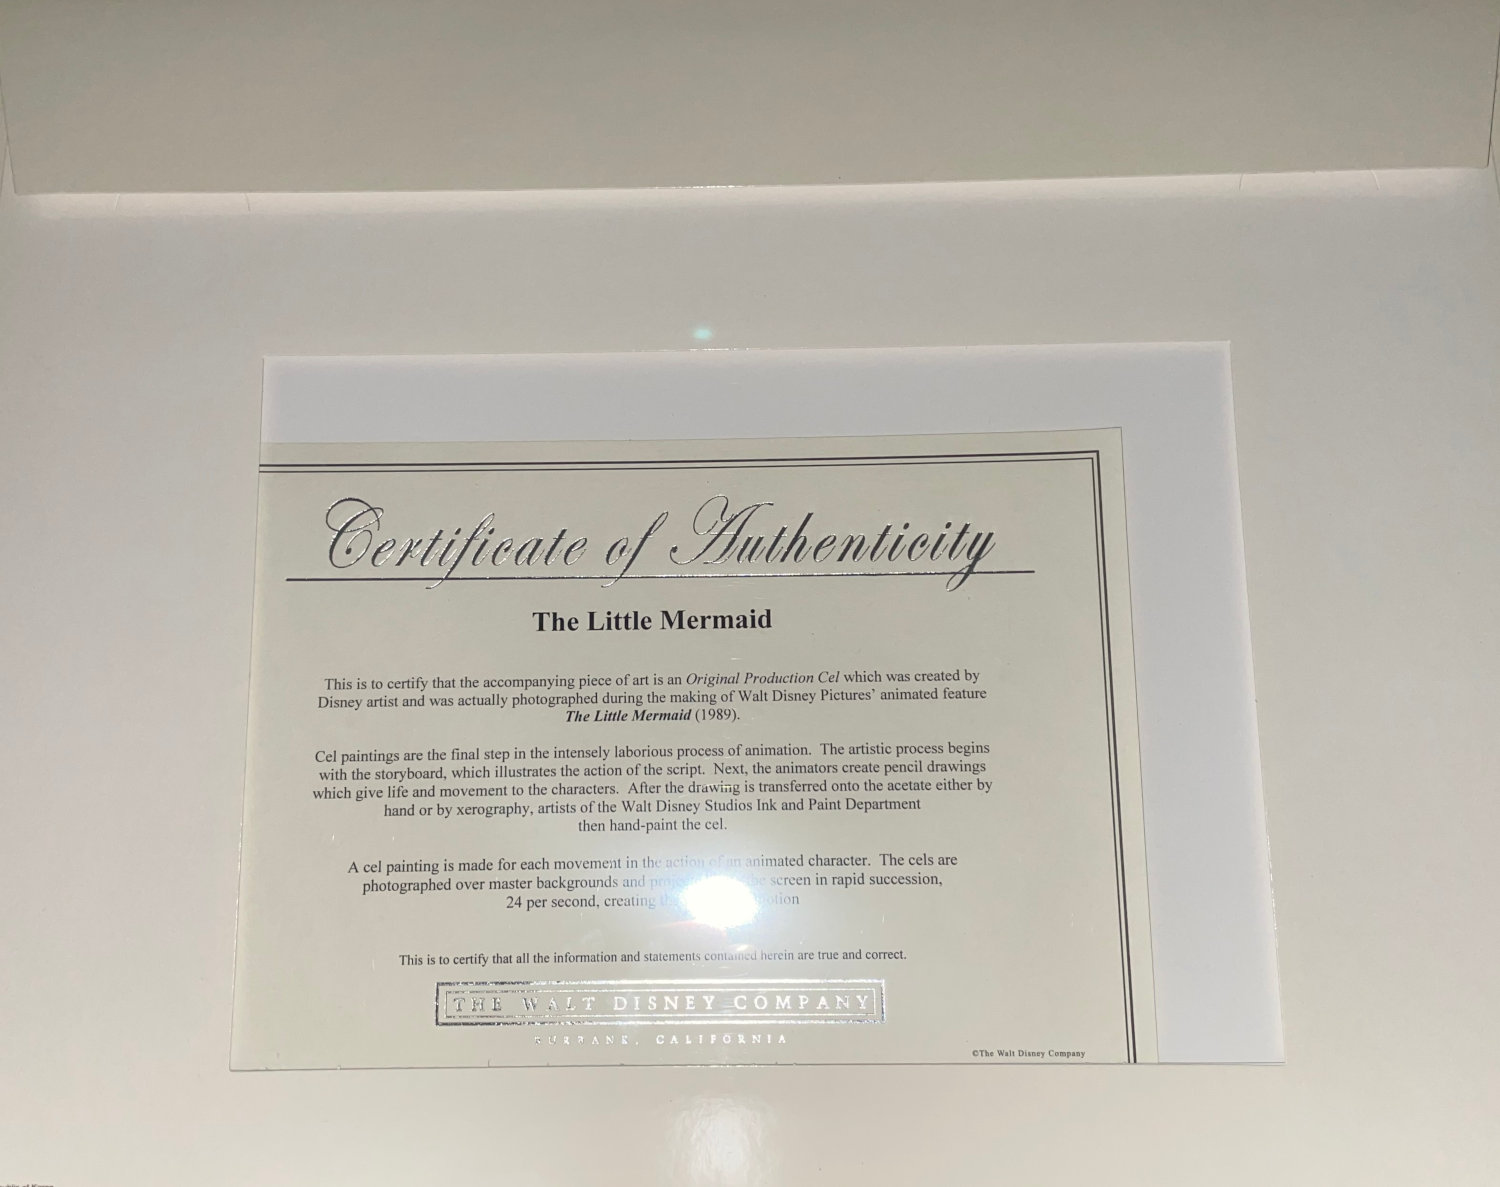 Certificate of Authenticity
The Little Mermaid
This is to certify that the accompanying piece of art is an Original Production Cel which was created by
Disney artist and was actually photographed during the making of Walt Disney Pictures' animated feature
The Little Mermaid (1989).
Cel paintings are the final step in the intensely laborious process of animation. The artistic process begins
with the storyboard, which illustrates the action of the script. Next, the animators create pencil drawings
which give life and movement to the characters. After the drawing is transferred onto the acetate either by
hand or by xerography, artists of the Walt Disney Studios Ink and Paint Department
then hand-paint the cel.
A cel painting is made for each movement in the action of an animated character. The cels are
photographed over master backgrounds and screen in rapid succession,
24 per second, creating
This is to certify that all the information and statements contained herein are true and correct.
THE WALT DISNEY COMPANY
BURBANK, CALIFORNIA
©The Walt Disney Company